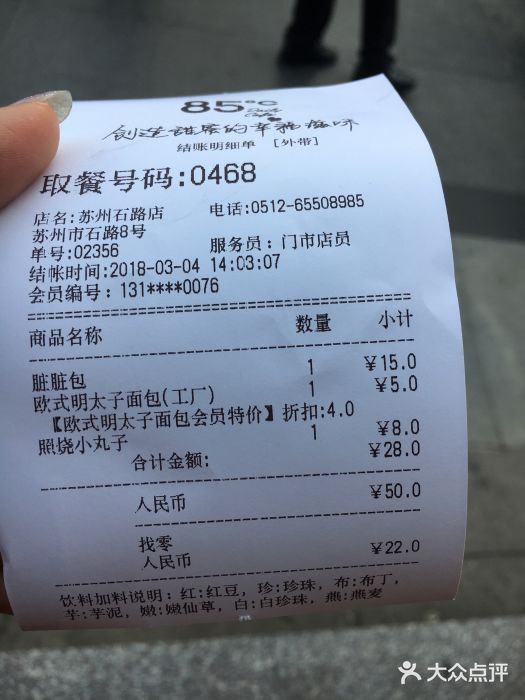 85°C
Daily Cafe
创造甜蜜的幸福滋味
结账明细单 [外带]
取餐号码:0468
店名:苏州石路店 电话:0512-65508985
苏州市石路8号
单号:02356 服务员: 门市店员
结帐时间:2018-03-04 14:03:07
会员编号: 131****0076
商品名称 数量 小计
脏脏包 1 ¥15.0
欧式明太子面包(工厂) 1 ¥5.0
【欧式明太子面包会员特价】折扣:4.0
照烧小丸子 1 ¥8.0
合计金额: ¥28.0
人民币 ¥50.0
找零
人民币 ¥22.0
饮料加料说明: 红:红豆, 珍:珍珠, 布:布丁,
芋:芋泥, 嫩:嫩仙草, 白:白珍珠, 燕:燕麦
大众点评